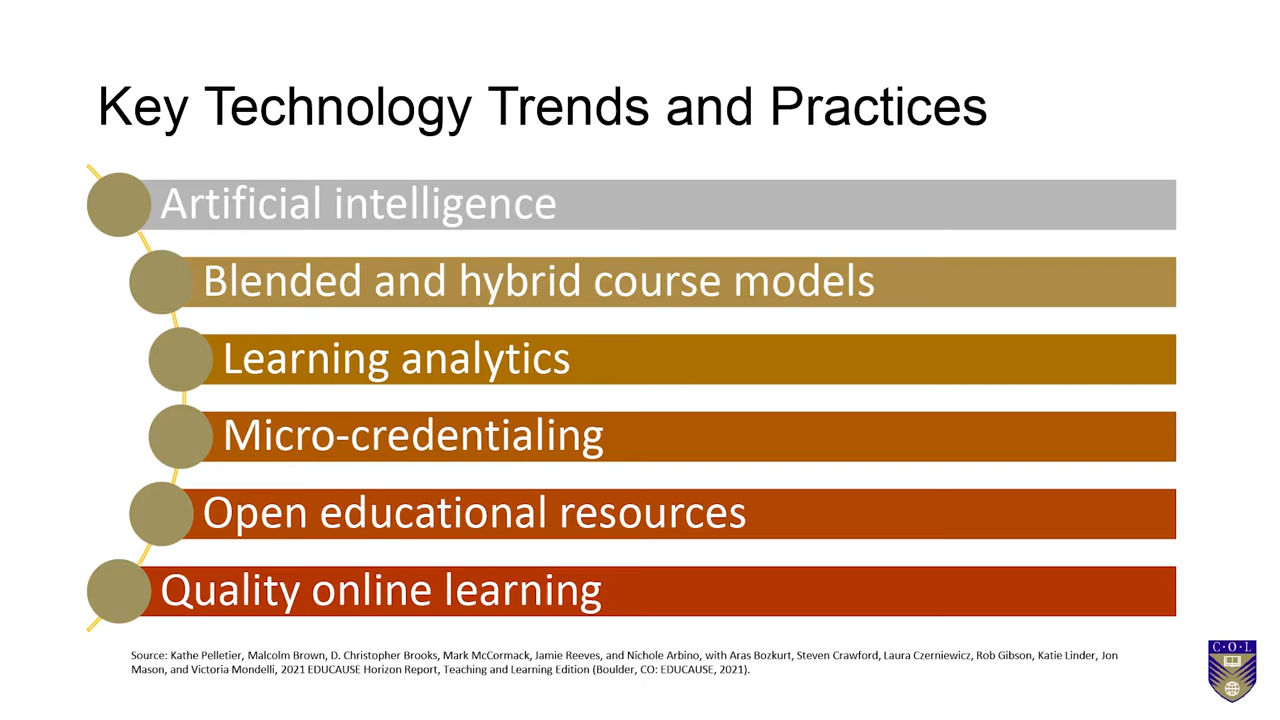 Key Technology Trends and Practices
Artificial intelligence
Blended and hybrid course models
Learning analytics
Micro-credentialing
Open educational resources
Quality online learning
Source: Kathe Pelletier, Malcolm Brown, D. Christopher Brooks, Mark McCormack, Jamie Reeves, and Nichole Arbino, with Aras Bozkurt, Steven Crawford, Laura Czerniewicz, Rob Gibson, Katie Linder, Jon
Mason, and Victoria Mondelli, 2021 EDUCAUSE Horizon Report, Teaching and Learning Edition (Boulder, CO: EDUCAUSE, 2021).
C·O·L